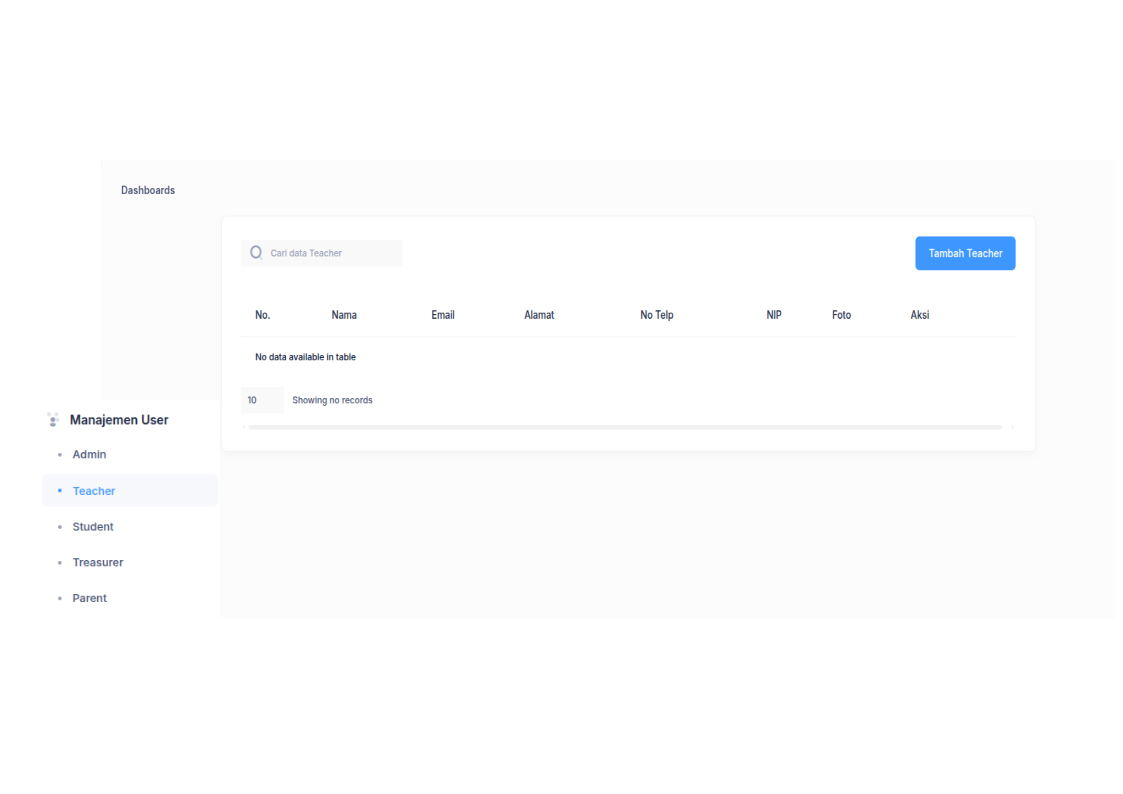 Dashboards
Cari data Teacher
Tambah Teacher
No. Nama Email Alamat No Telp NIP Foto Aksi
No data available in table
10 Showing no records
Manajemen User
Admin
Teacher
Student
Treasurer
Parent